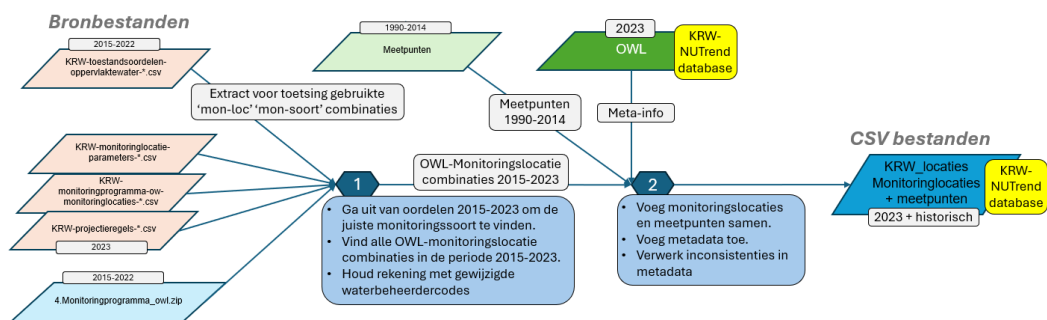 Bronbestanden
2015-2022
KRW-toestandsoordelen-
oppervlaktewater-*.csv
1990-2014
Meetpunten
2023
OWL
KRW-
NUTrend
database
Extract voor toetsing gebruikte
‘mon-loc’ ‘mon-soort’ combinaties
Meetpunten
1990-2014
Meta-info
KRW-monitoringlocatie-
parameters-*.csv
KRW-
monitoringprogramma-ow-
monitoringlocaties-*.csv
KRW-projectieregels-*.csv
2023
2015-2022
4.Monitoringprogramma_owl.zip
1
OWL-Monitoringslocatie
combinaties 2015-2023
2
Ga uit van oordelen 2015-2023 om de
juiste monitoringssoort te vinden.
Vind alle OWL-monitoringslocatie
combinaties in de periode 2015-2023.
Houd rekening met gewijzigde
waterbeheerdercodes
Voeg monitoringslocaties
en meetpunten samen.
Voeg metadata toe.
Verwerk inconsistenties in
metadata
CSV bestanden
KRW_locaties
Monitoringlocaties
+ meetpunten
2023 + historisch
KRW-
NUTrend
database